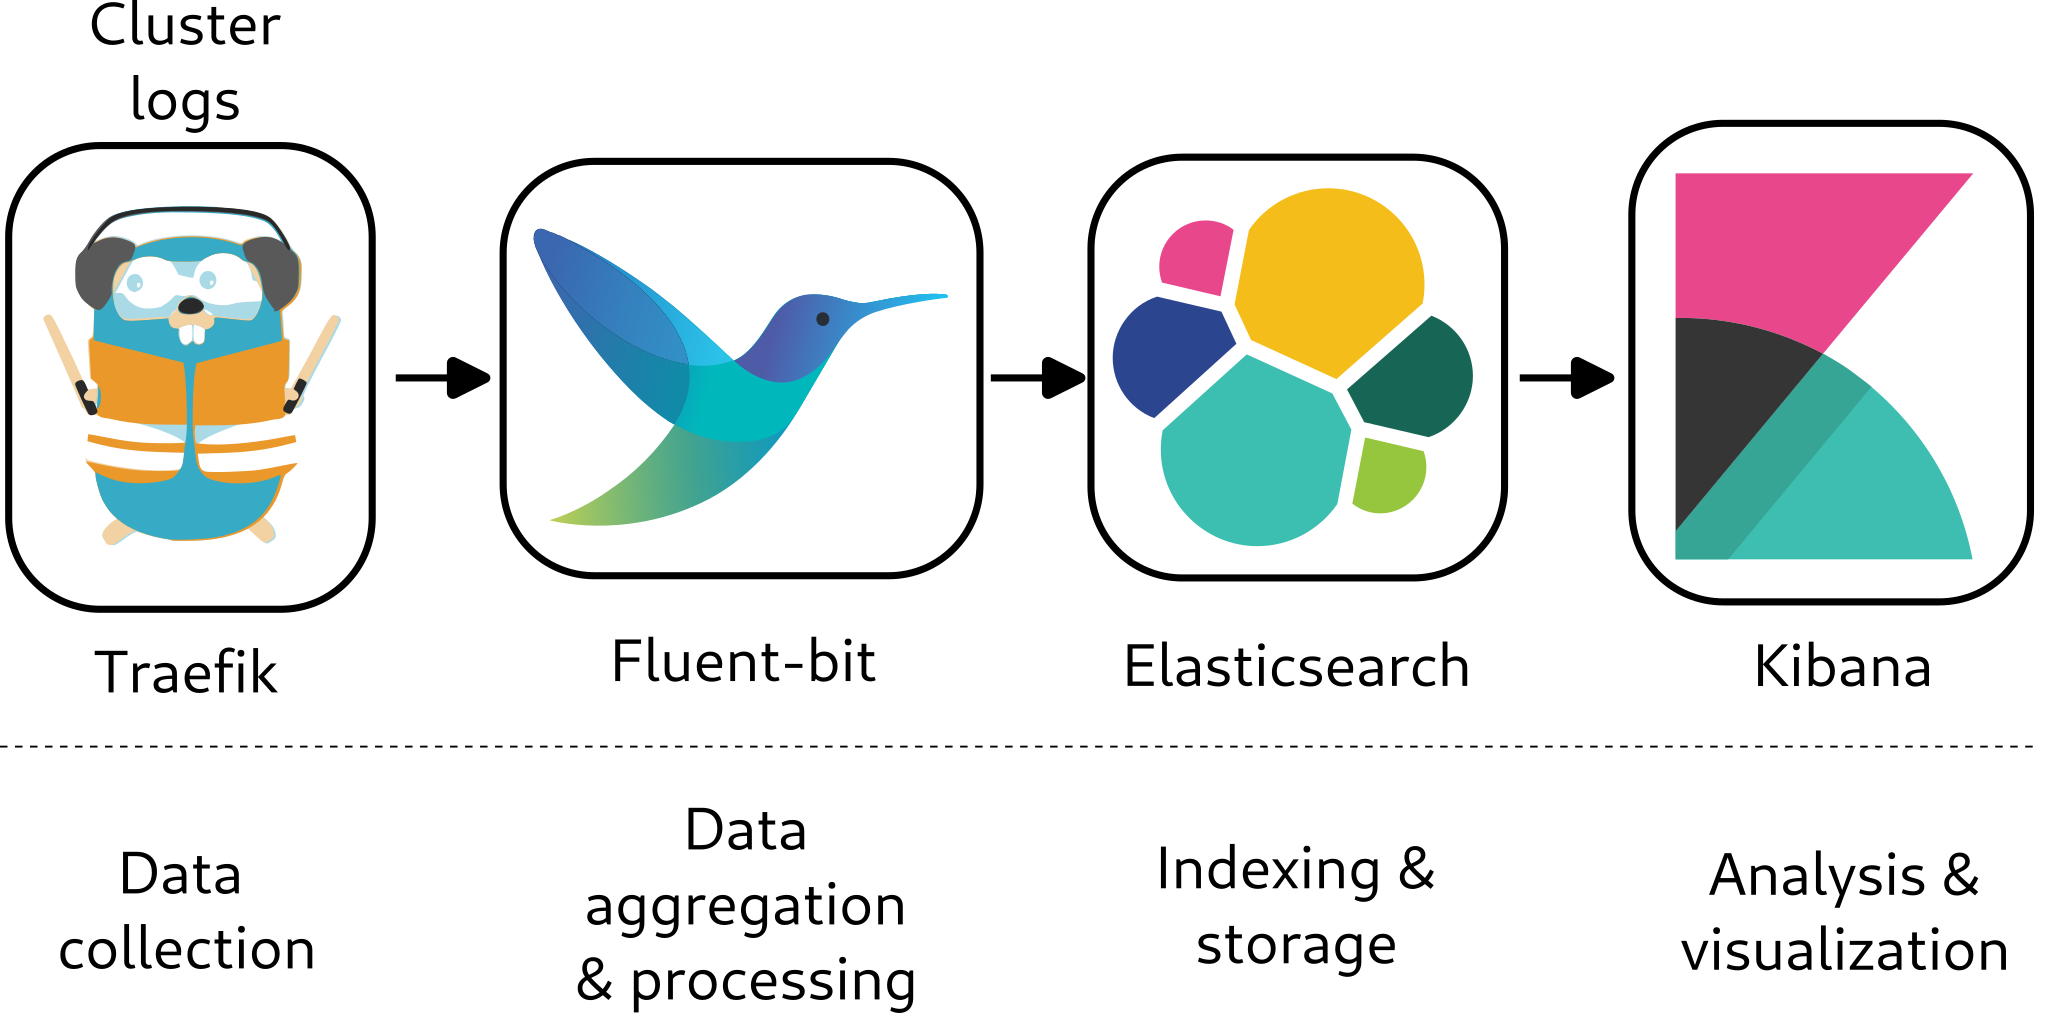 Cluster
logs
Traefik
Fluent-bit
Elasticsearch
Kibana
Data
collection
Data
aggregation
& processing
Indexing &
storage
Analysis &
visualization